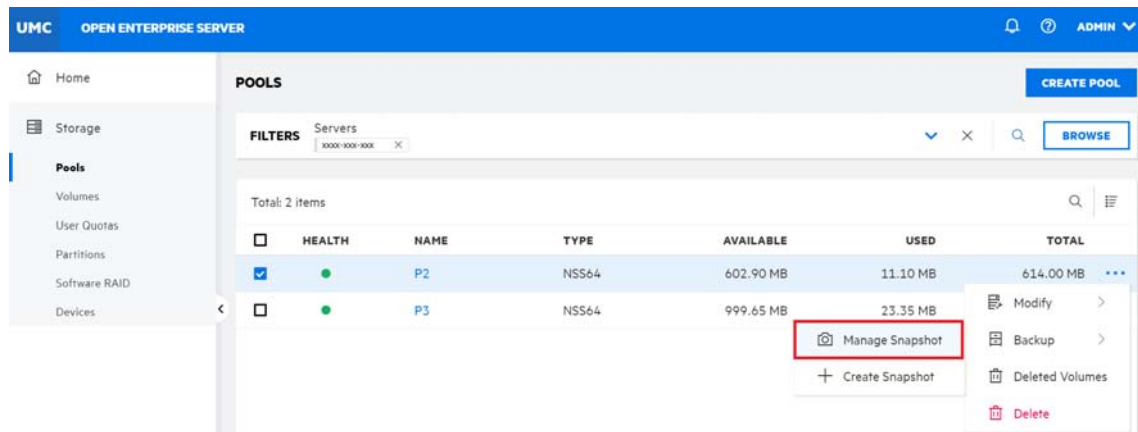 UMC OPEN ENTERPRISE SERVER ADMIN
Home
POOLS CREATE POOL
Storage
FILTERS Servers xxxx-xxx-xxx BROWSE
Pools
Volumes
Total: 2 items
User Quotas
HEALTH NAME TYPE AVAILABLE USED TOTAL
Partitions
P2 NSS64 602.90 MB 11.10 MB 614.00 MB
Software RAID
Devices
P3 NSS64 999.65 MB 23.35 MB
Modify
Manage Snapshot
Backup
Create Snapshot
Deleted Volumes
Delete